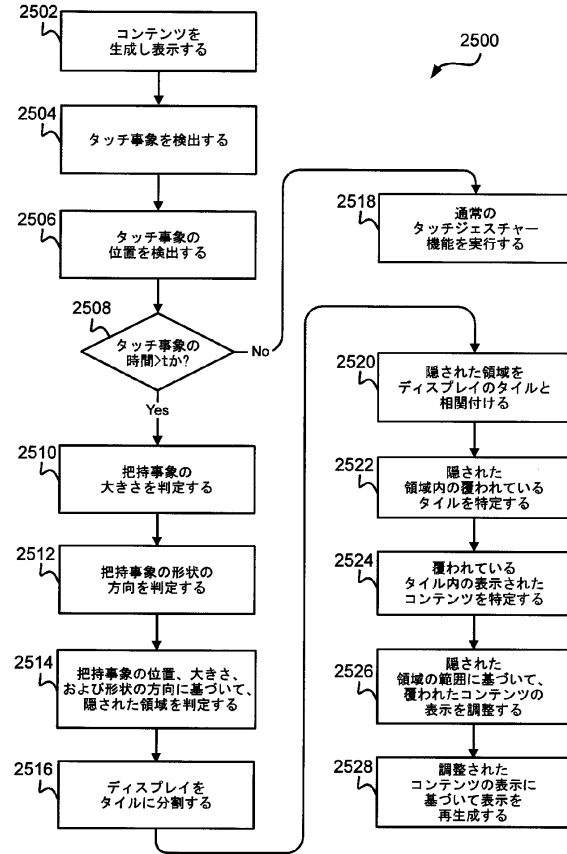 2500
2502
コンテンツを
生成し表示する
2504
タッチ事象を検出する
2506
タッチ事象の
位置を検出する
2508
タッチ事象の
時間>tか?
No
Yes
2510
把持事象の
大きさを判定する
2512
把持事象の形状の
方向を判定する
2514
把持事象の位置、大きさ、
および形状の方向に基づいて、
隠された領域を判定する
2516
ディスプレイを
タイルに分割する
2518
通常の
タッチジェスチャー
機能を実行する
2520
隠された領域を
ディスプレイのタイルと
相関付ける
2522
隠された
領域内の覆われている
タイルを特定する
2524
覆われている
タイル内の表示された
コンテンツを特定する
2526
隠された
領域の範囲に基づいて、
覆われたコンテンツの
表示を調整する
2528
調整された
コンテンツの表示に
基づいて表示を
再生成する